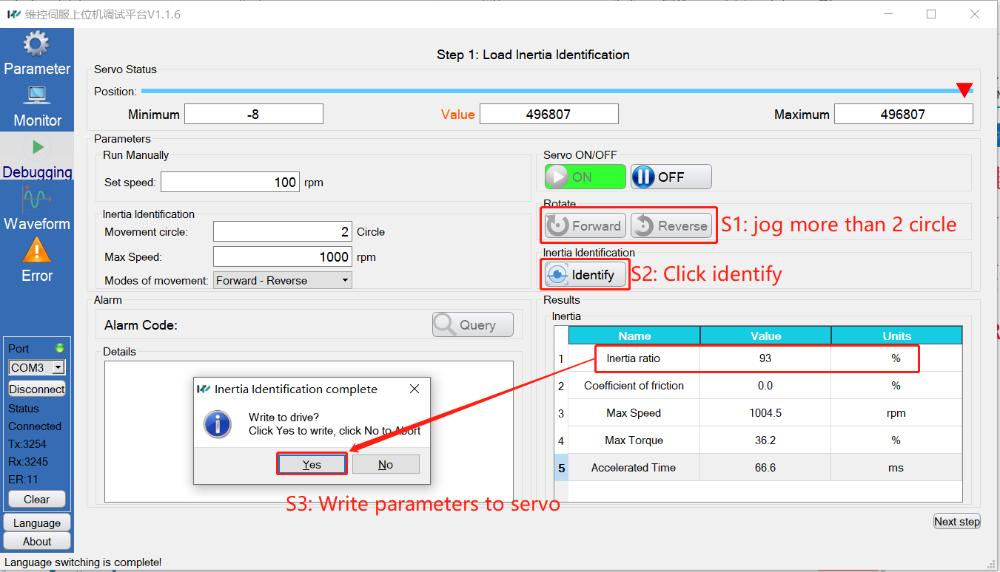 维控伺服上位机调试平台V1.1.6
Parameter
Monitor
Debugging
Waveform
Error
Port
COM3
Disconnect
Status
Connected
Tx:3254
Rx:3245
ER:11
Clear
Language
About
Step 1: Load Inertia Identification
Servo Status
Position:
Minimum -8 Value 496807 Maximum 496807
Parameters
Run Manually
Set speed: 100 rpm
Inertia Identification
Movement circle: 2 Circle
Max Speed: 1000 rpm
Modes of movement: Forward - Reverse
Servo ON/OFF
ON OFF
Rotate
Forward Reverse S1: jog more than 2 circle
Inertia Identification
Identify S2: Click identify
Alarm
Alarm Code: Query
Details
Inertia Identification complete
Write to drive?
Click Yes to write, click No to Abort
Yes No
S3: Write parameters to servo
Results
Inertia
Name Value Units
1 Inertia ratio 93 %
2 Coefficient of friction 0.0 %
3 Max Speed 1004.5 rpm
4 Max Torque 36.2 %
5 Accelerated Time 66.6 ms
Next step
Language switching is complete!